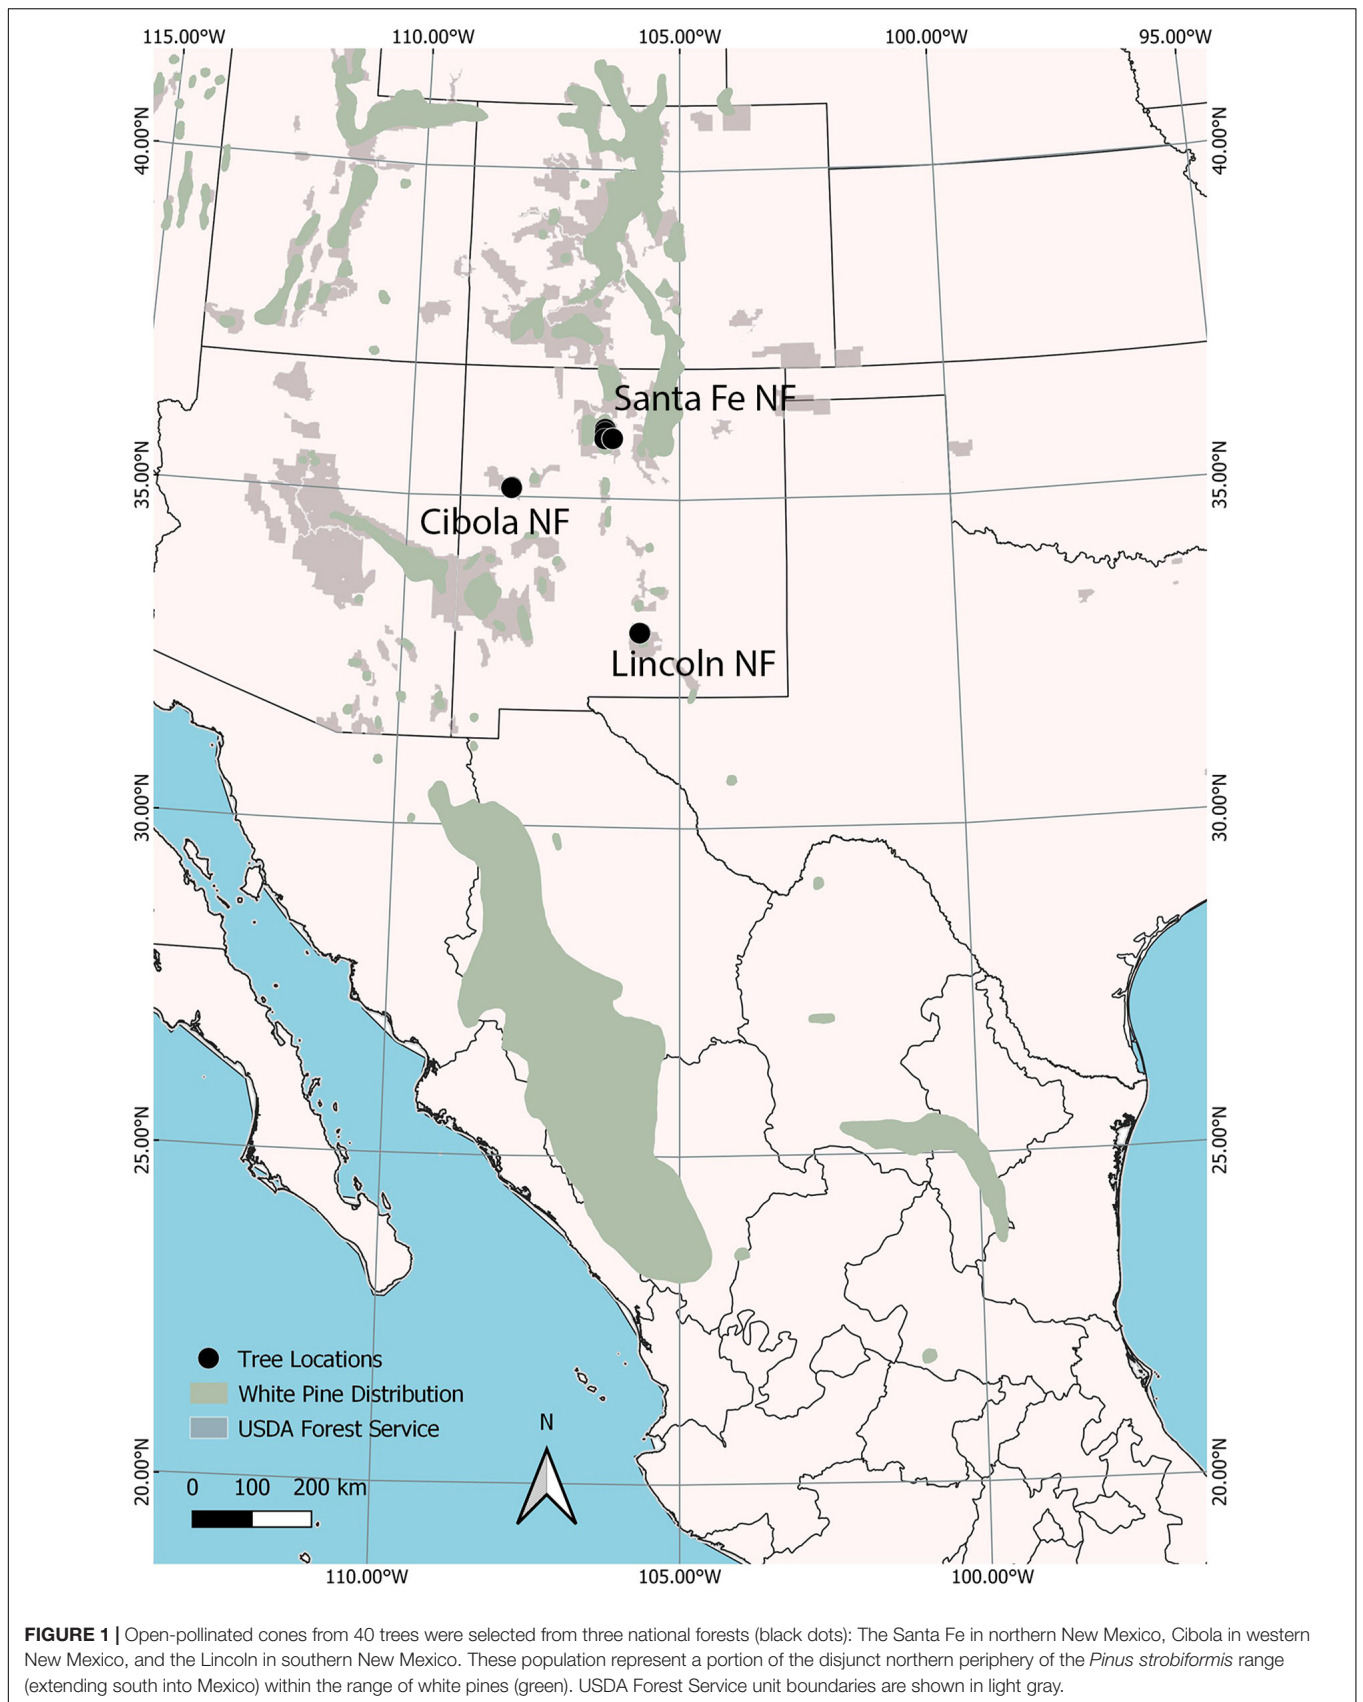 115.00°W 110.00°W 105.00°W 100.00°W 95.00°W
40.00°N 40.00°N
Santa Fe NF
35.00°N 35.00°N
Cibola NF
Lincoln NF
30.00°N 30.00°N
25.00°N 25.00°N
Tree Locations
White Pine Distribution
USDA Forest Service
N
20.00°N 20.00°N
0 100 200 km
110.00°W 105.00°W 100.00°W
FIGURE 1 | Open-pollinated cones from 40 trees were selected from three national forests (black dots): The Santa Fe in northern New Mexico, Cibola in western
New Mexico, and the Lincoln in southern New Mexico. These population represent a portion of the disjunct northern periphery of the Pinus strobiformis range
(extending south into Mexico) within the range of white pines (green). USDA Forest Service unit boundaries are shown in light gray.